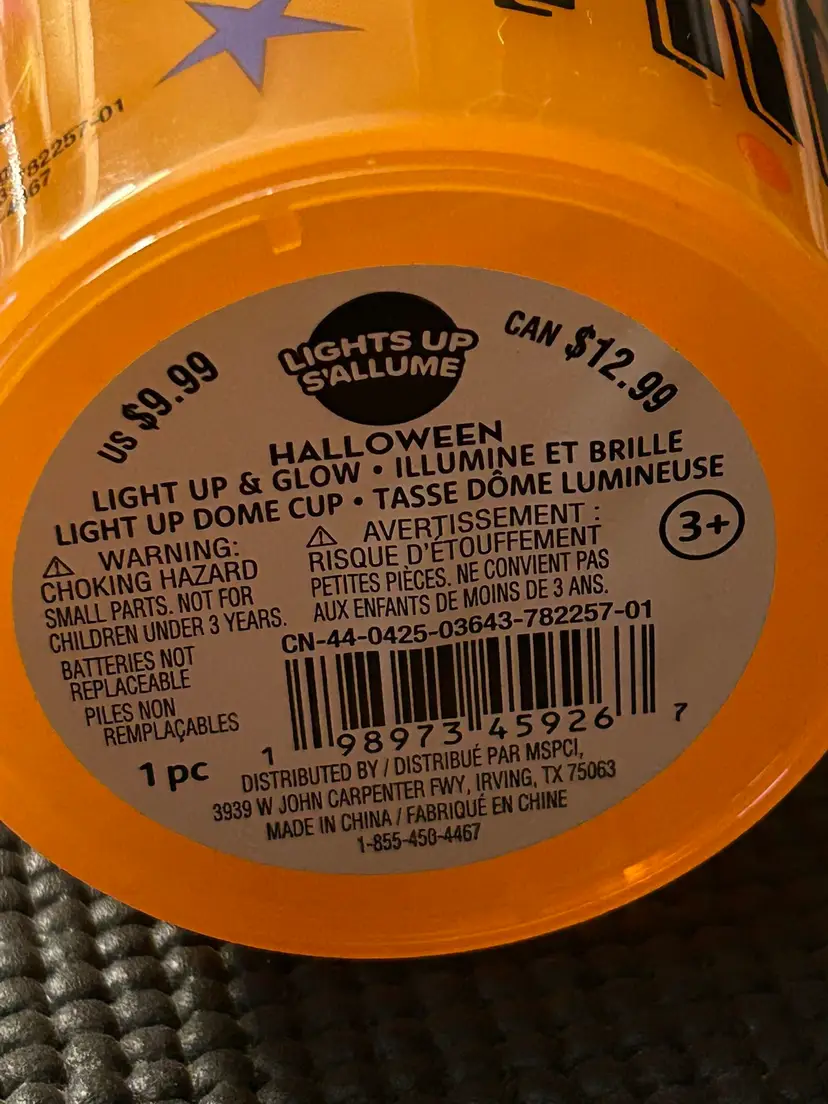 82257-01
67
US $9.99
LIGHTS UP
S'ALLUME
CAN $12.99
HALLOWEEN
LIGHT UP & GLOW • ILLUMINE ET BRILLE
LIGHT UP DOME CUP • TASSE DÔME LUMINEUSE
⚠ WARNING:
CHOKING HAZARD
SMALL PARTS. NOT FOR
CHILDREN UNDER 3 YEARS.
⚠ AVERTISSEMENT :
RISQUE D'ÉTOUFFEMENT
PETITES PIÈCES. NE CONVIENT PAS
AUX ENFANTS DE MOINS DE 3 ANS.
3+
BATTERIES NOT
REPLACEABLE
PILES NON
REMPLAÇABLES
CN-44-0425-03643-782257-01
1 98973 45926 7
1 pc
DISTRIBUTED BY / DISTRIBUÉ PAR MSPCI,
3939 W JOHN CARPENTER FWY, IRVING, TX 75063
MADE IN CHINA / FABRIQUÉ EN CHINE
1-855-450-4467